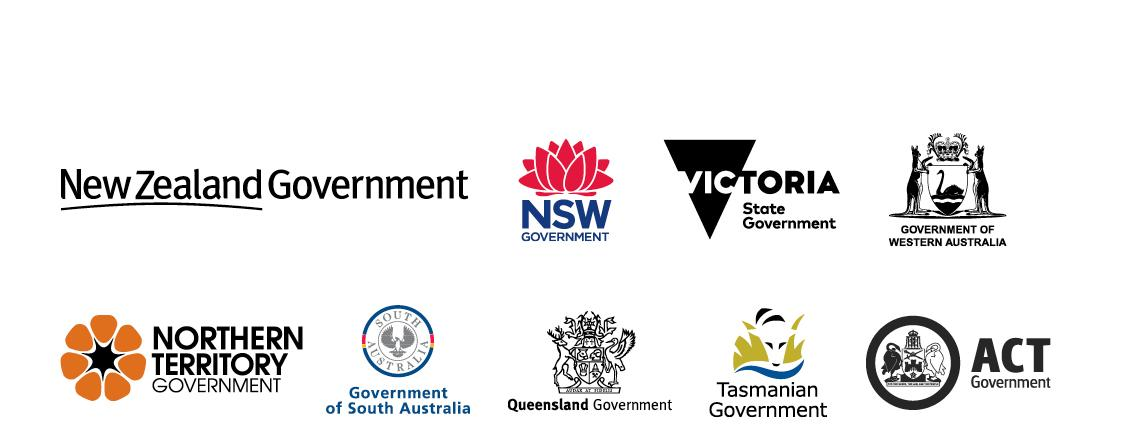 New Zealand Government
NSW
GOVERNMENT
VICTORIA
State
Government
GOVERNMENT OF
WESTERN AUSTRALIA
NORTHERN
TERRITORY
GOVERNMENT
SOUTH
AUSTRALIA
Government
of South Australia
Queensland Government
Tasmanian
Government
ACT
Government